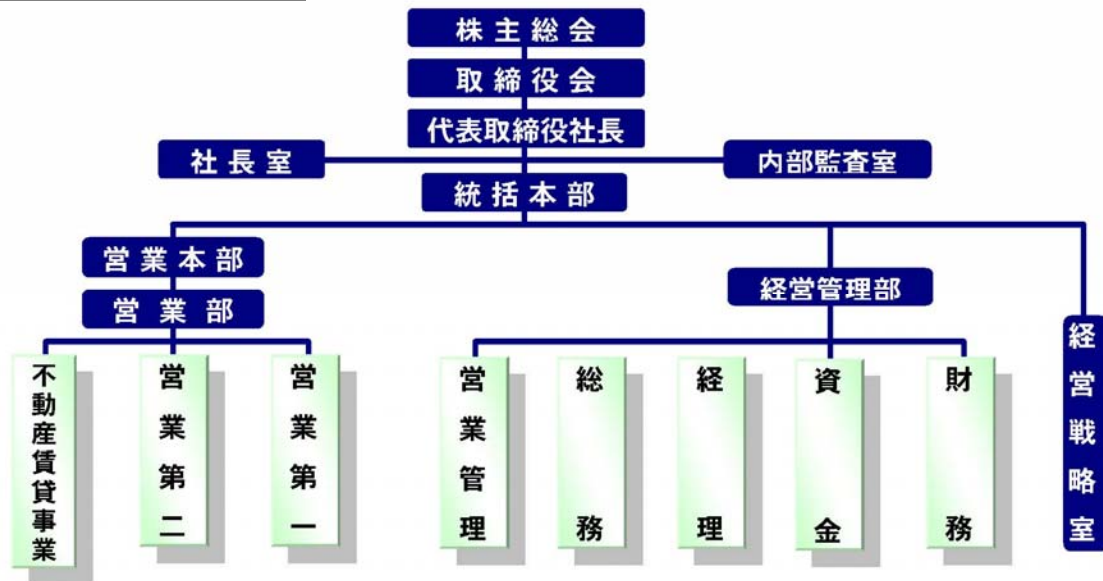 株主総会
取締役会
代表取締役社長
社長室
内部監査室
統括本部
営業本部
営業部
経営管理部
不動産賃貸事業
営業第二
営業第一
営業管理
総務
経理
資金
財務
経営戦略室